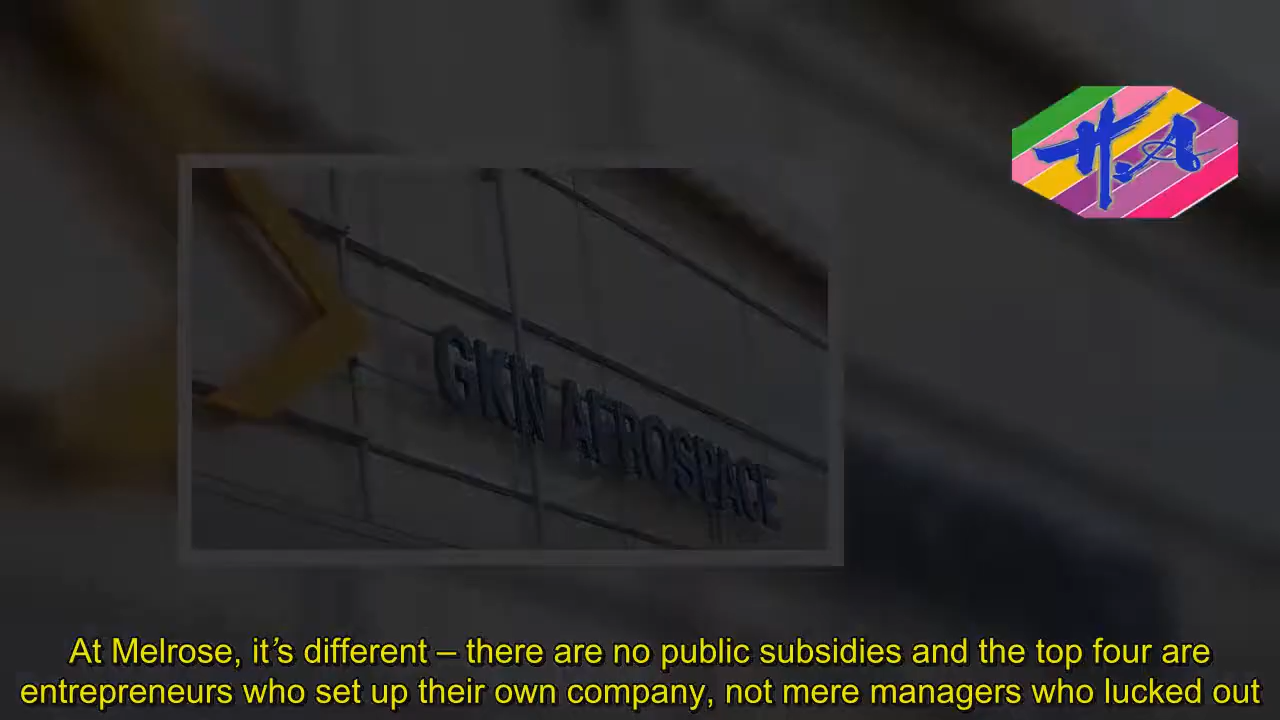 H.A
GKN AEROSPACE
At Melrose, it’s different – there are no public subsidies and the top four are
entrepreneurs who set up their own company, not mere managers who lucked out